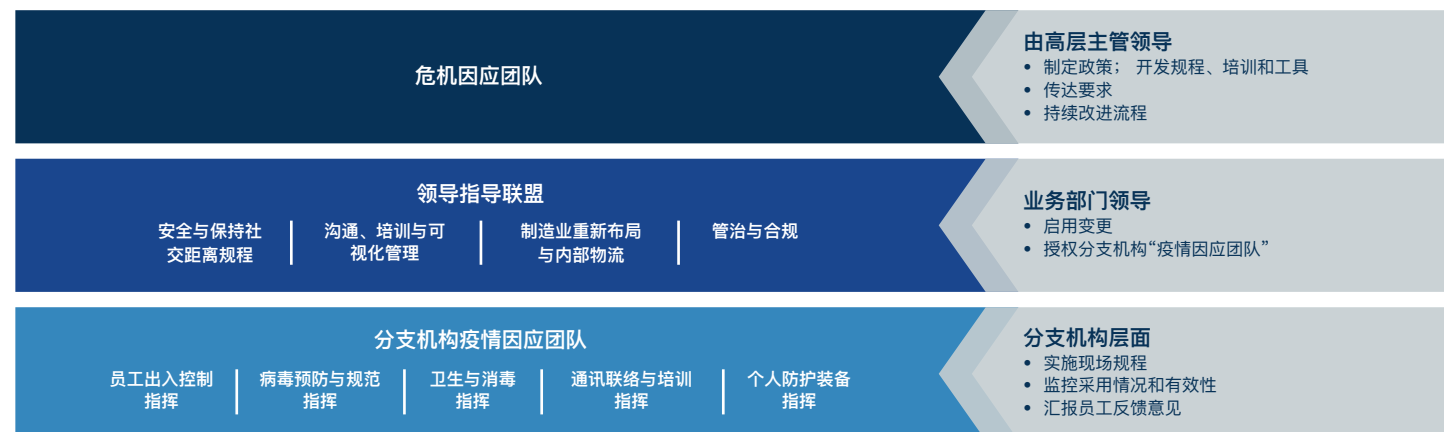 危机因应团队
由高层主管领导
• 制定政策； 开发规程、培训和工具
• 传达要求
• 持续改进流程
领导指导联盟
安全与保持社
交距离规程
沟通、培训与可
视化管理
制造业重新布局
与内部物流
管治与合规
业务部门领导
• 启用变更
• 授权分支机构“疫情因应团队”
分支机构疫情因应团队
员工出入控制
指挥
病毒预防与规范
指挥
卫生与消毒
指挥
通讯联络与培训
指挥
个人防护装备
指挥
分支机构层面
• 实施现场规程
• 监控采用情况和有效性
• 汇报员工反馈意见